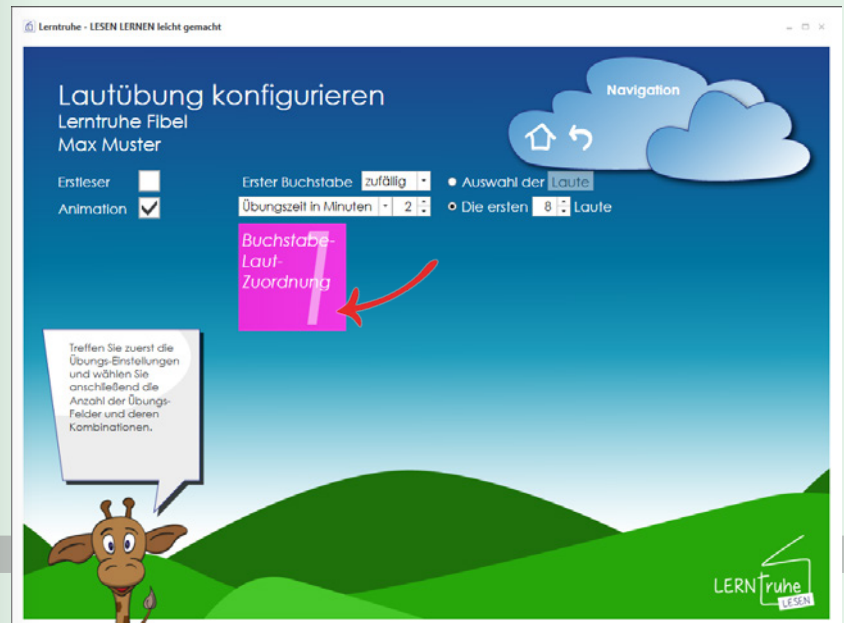 Lerntruhe - LESEN LERNEN leicht gemacht
Lautübung konfigurieren
Lerntruhe Fibel
Max Muster
Navigation
Erstleser
Erster Buchstabe zufällig
Auswahl der Laute
Animation
Übungszeit in Minuten 2
Die ersten 8 Laute
Buchstabe-
Laut-
Zuordnung
1
Treffen Sie zuerst die
Übungs-Einstellungen
und wählen Sie
anschließend die
Anzahl der Übungs-
Felder und deren
Kombinationen.
LERNTruhe
LESEN